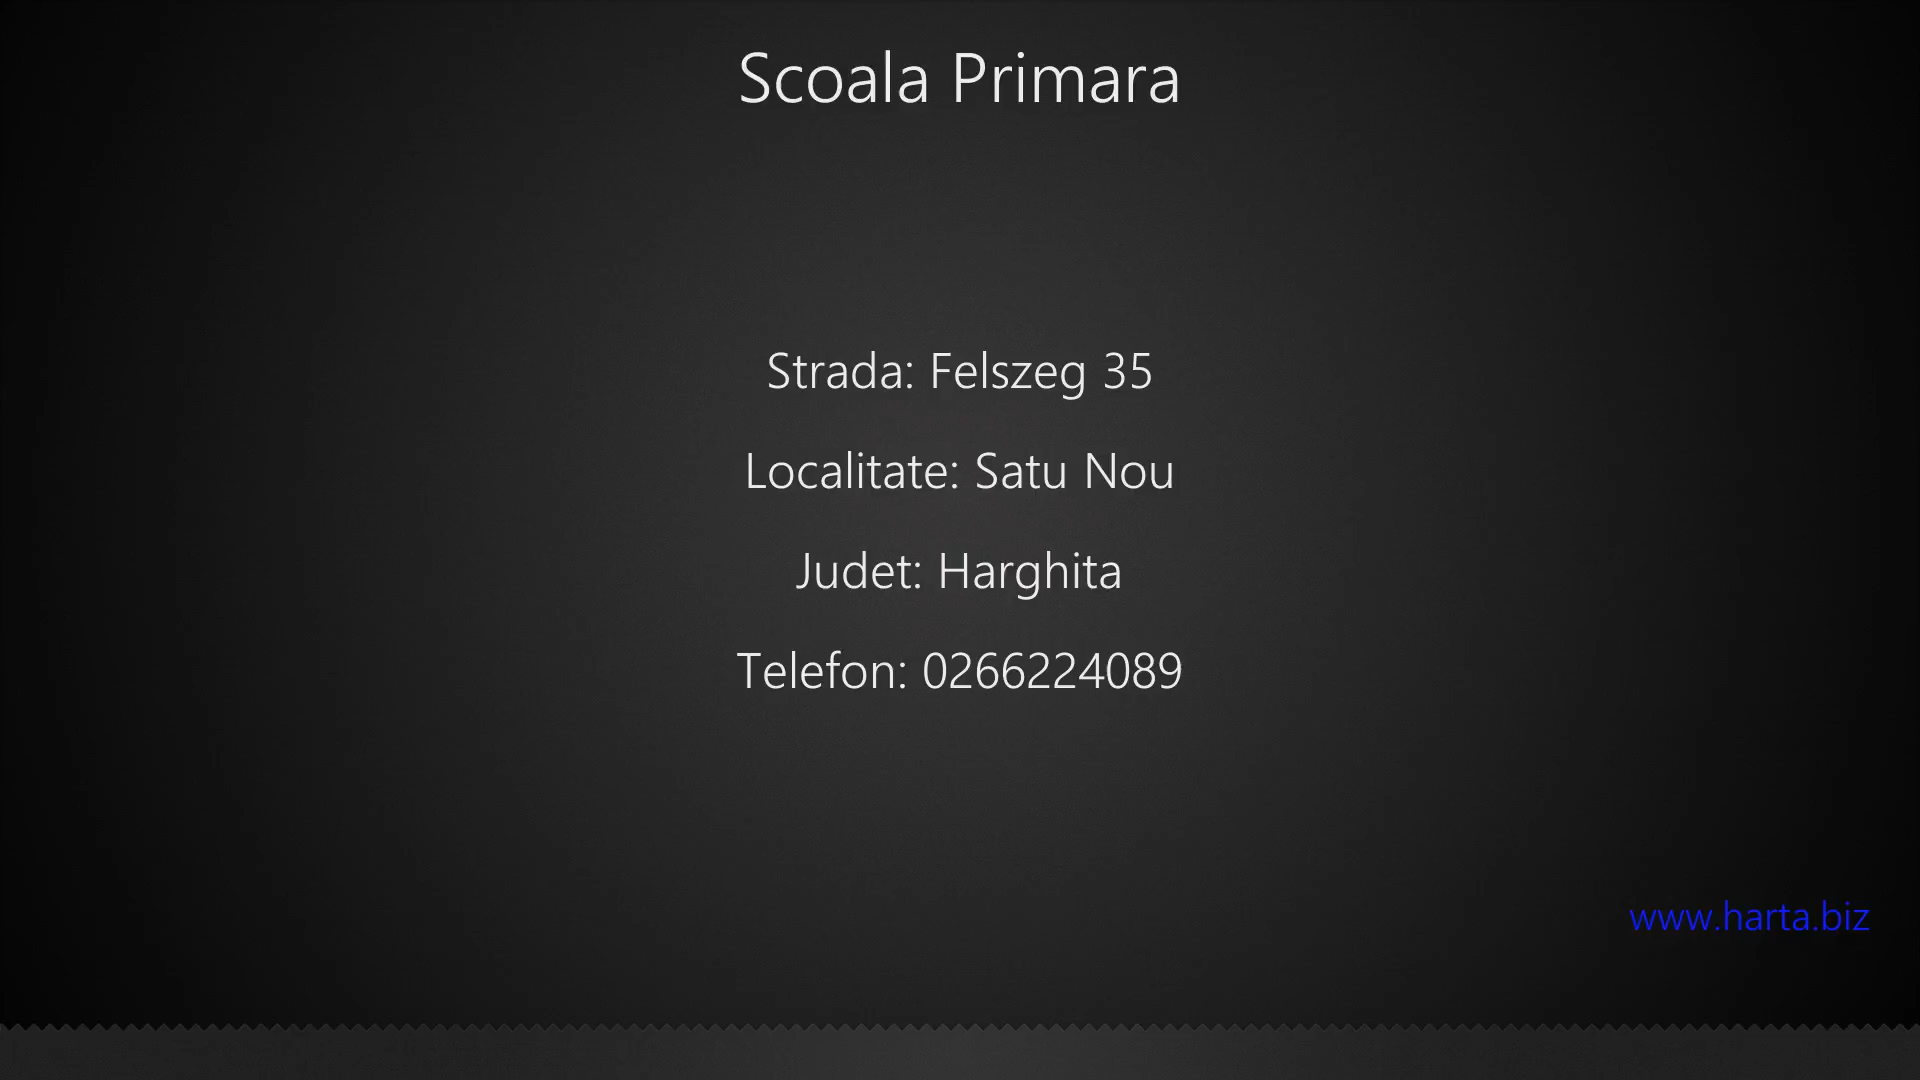 Scoala Primara
Strada: Felszeg 35
Localitate: Satu Nou
Judet: Harghita
Telefon: 0266224089
www.harta.biz